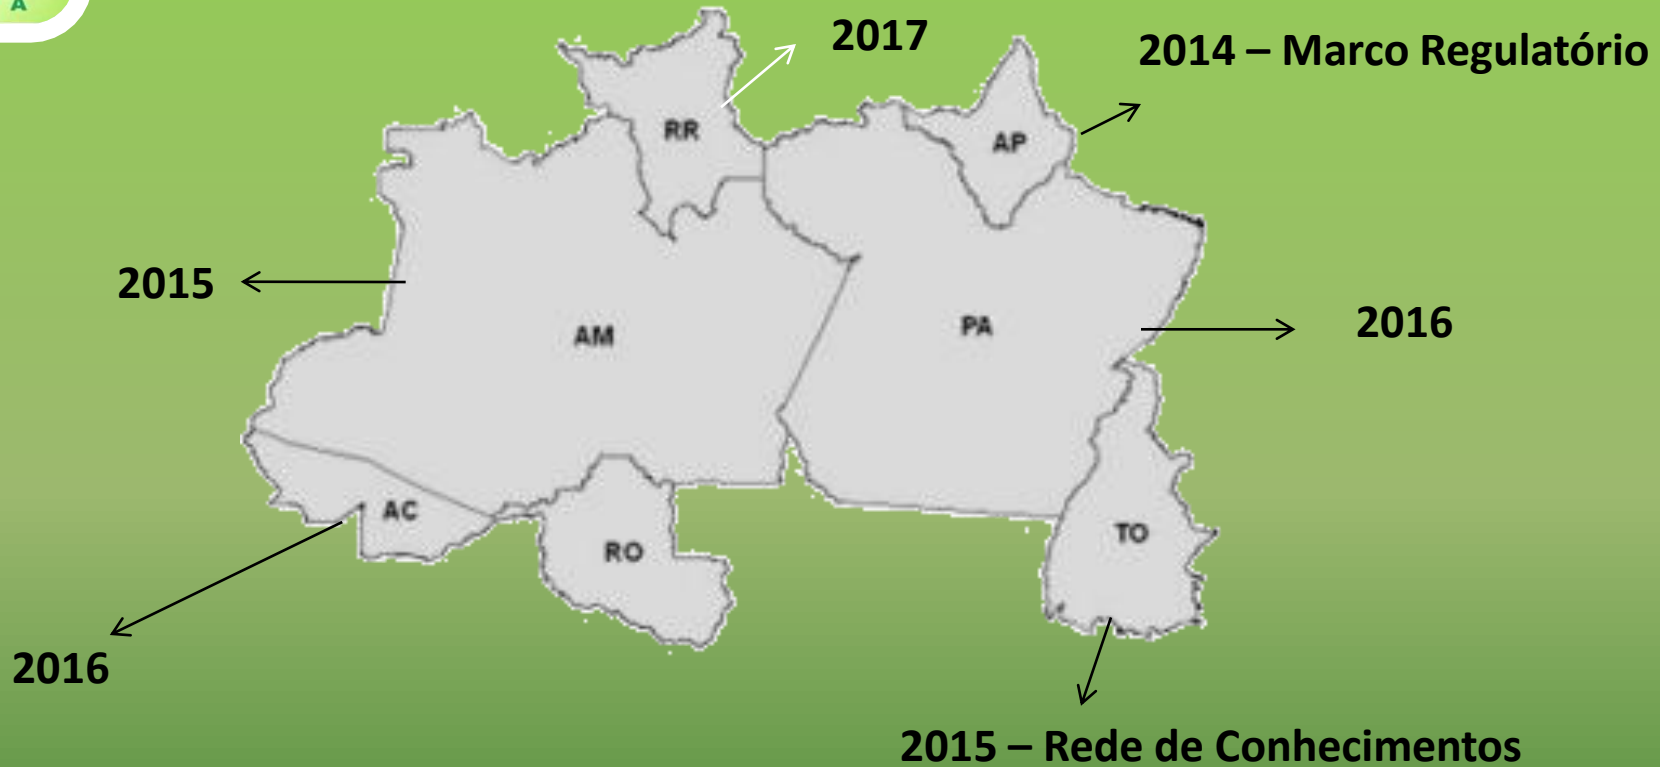 A
2017
2014 – Marco Regulatório
RR
AP
2015
AM
PA
2016
AC
RO
TO
2016
2015 – Rede de Conhecimentos